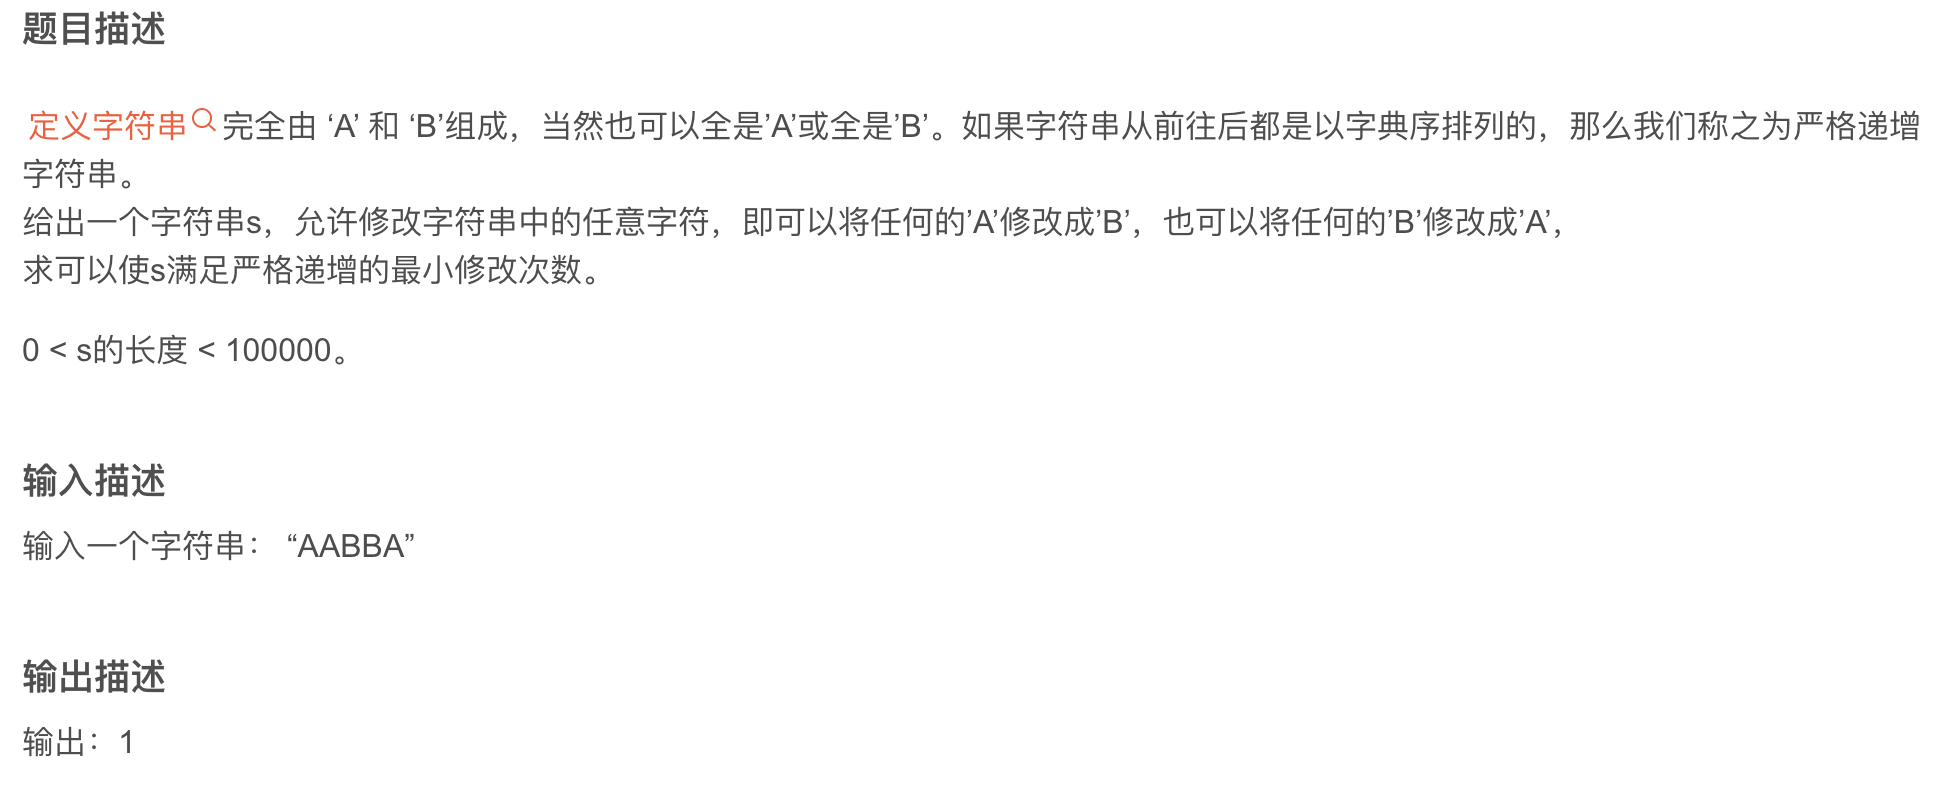 题目描述
定义字符串 完全由 ‘A’ 和 ‘B’组成，当然也可以全是’A’或全是’B’。如果字符串从前往后都是以字典序排列的，那么我们称之为严格递增
字符串。
给出一个字符串s，允许修改字符串中的任意字符，即可以将任何的’A’修改成’B’，也可以将任何的’B’修改成’A’，
求可以使s满足严格递增的最小修改次数。
0 < s的长度 < 100000。
输入描述
输入一个字符串： “AABBA”
输出描述
输出：1